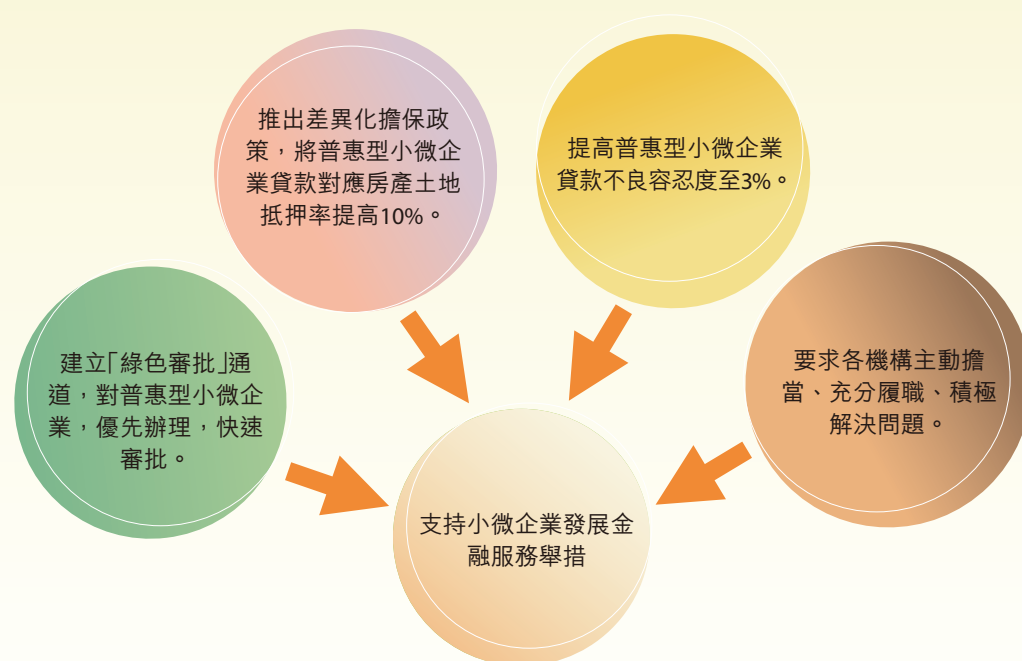 推出差異化擔保政
策，將普惠型小微企
業貸款對應房產土地
抵押率提高10%。
提高普惠型小微企業
貸款不良容忍度至3%。
建立「綠色審批」通
道，對普惠型小微企
業，優先辦理，快速
審批。
要求各機構主動擔
當、充分履職、積極
解決問題。
支持小微企業發展金
融服務舉措